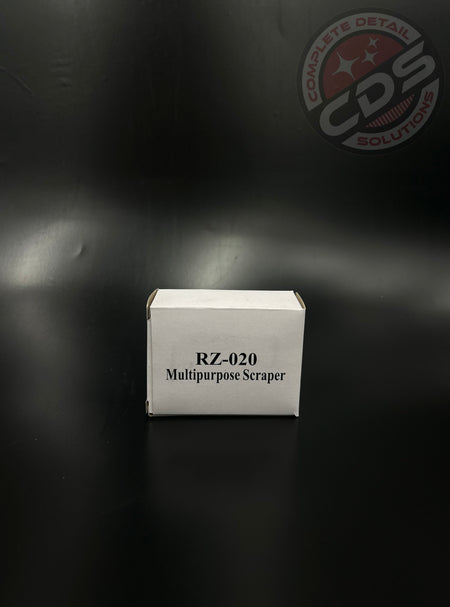 COMPLETE DETAIL
CDS
SOLUTIONS
RZ-020
Multipurpose Scraper